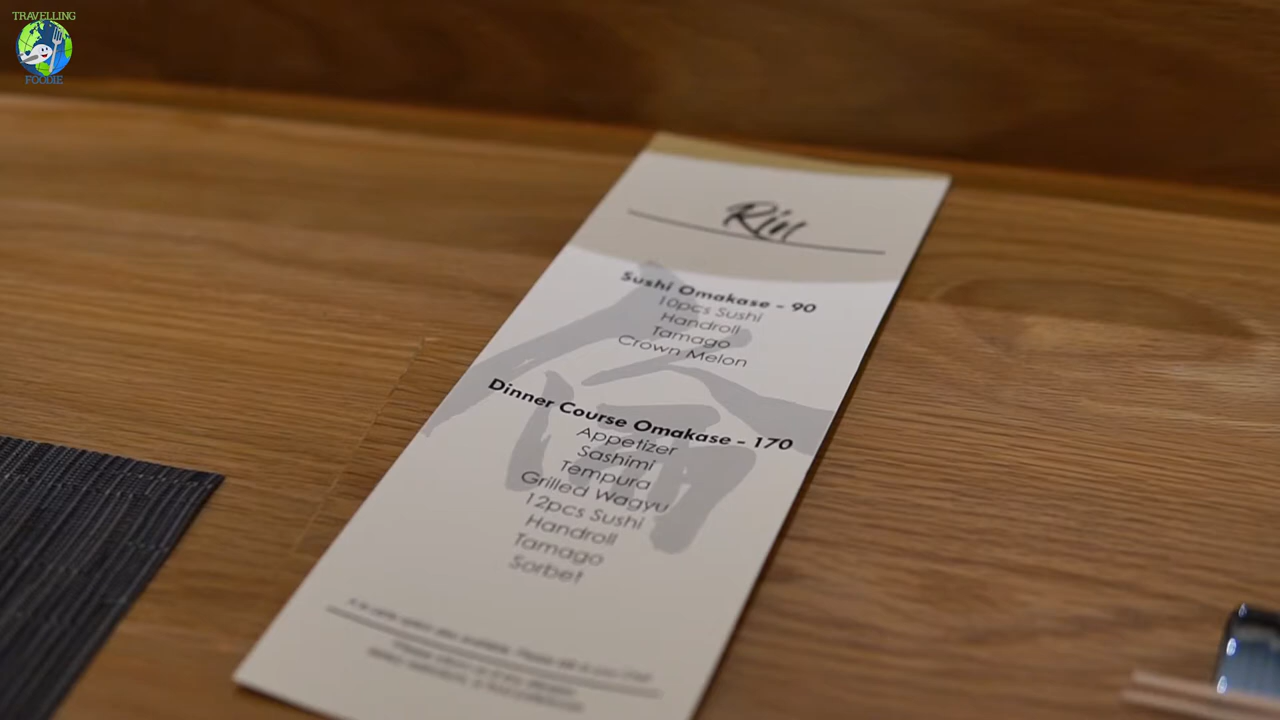 TRAVELLING
FOODIE
Rin
Sushi Omakase - 90
10pcs Sushi
Handroll
Tamago
Crown Melon
Dinner Course Omakase - 170
Appetizer
Sashimi
Tempura
Grilled Wagyu
12pcs Sushi
Handroll
Tamago
Sorbet